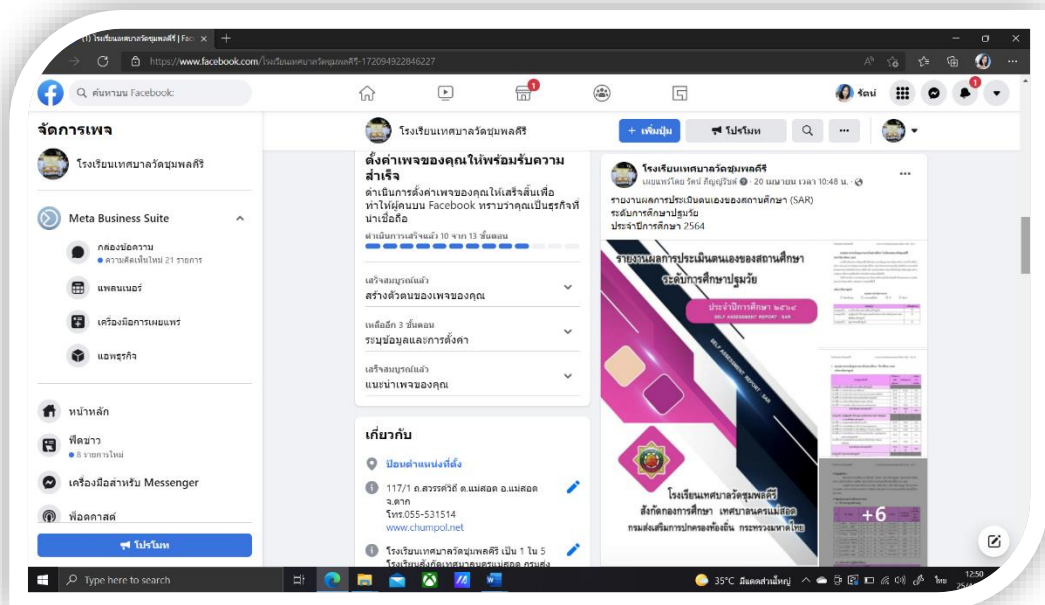 (1) โรงเรียนเทศบาลวัดชุมพลคีรี | Fac
https://www.facebook.com/โรงเรียนเทศบาลวัดชุมพลคีรี-172094922846227
ค้นหาบน Facebook:
1
รัตน์
1
จัดการเพจ
โรงเรียนเทศบาลวัดชุมพลคีรี
Meta Business Suite
กล่องข้อความ
ความคิดเห็นใหม่ 21 รายการ
แพลนเนอร์
เครื่องมือการเผยแพร่
แอพธุรกิจ
หน้าหลัก
ฟีดข่าว
8 รายการใหม่
เครื่องมือสำหรับ Messenger
พ็อดคาสต์
โปรโมท
โรงเรียนเทศบาลวัดชุมพลคีรี
+ เพิ่มปุ่ม
โปรโมท
ตั้งค่าเพจของคุณให้พร้อมรับความ
สำเร็จ
ดำเนินการตั้งค่าเพจของคุณให้เสร็จสิ้นเพื่อ
ทำให้ผู้คนบน Facebook ทราบว่าคุณเป็นธุรกิจที่
น่าเชื่อถือ
ดำเนินการเสร็จแล้ว 10 จาก 13 ขั้นตอน
เสร็จสมบูรณ์แล้ว
สร้างตัวตนของเพจของคุณ
เหลืออีก 3 ขั้นตอน
ระบุข้อมูลและการตั้งค่า
เสร็จสมบูรณ์แล้ว
แนะนำเพจของคุณ
เกี่ยวกับ
ป้อนตำแหน่งที่ตั้ง
117/1 ถ.สวรรค์วิถี ต.แม่สอด อ.แม่สอด
จ.ตาก
โทร.055-531514
www.chumpol.net
โรงเรียนเทศบาลวัดชุมพลคีรี เป็น 1 ใน 5
โรงเรียนสังกัดเทศบาลนครแม่สอด กรมส่ง
โรงเรียนเทศบาลวัดชุมพลคีรี
20 เมษายน เวลา 10:48 น.
รายงานผลการประเมินตนเองของสถานศึกษา (SAR)
ระดับการศึกษาปฐมวัย
ประจำปีการศึกษา 2564
รายงานผลการประเมินตนเองของสถานศึกษา
ระดับการศึกษาปฐมวัย
ประจำปีการศึกษา ๒๕๖๔
SELF ASSESSMENT REPORT : SAR
SELF ASSESSMENT REPORT : SAR
โรงเรียนเทศบาลวัดชุมพลคีรี
สังกัดกองการศึกษา เทศบาลนครแม่สอด
กรมส่งเสริมการปกครองท้องถิ่น กระทรวงมหาดไทย
+6
Type here to search
35°C มีแดดส่วนใหญ่
ไทย
12:50